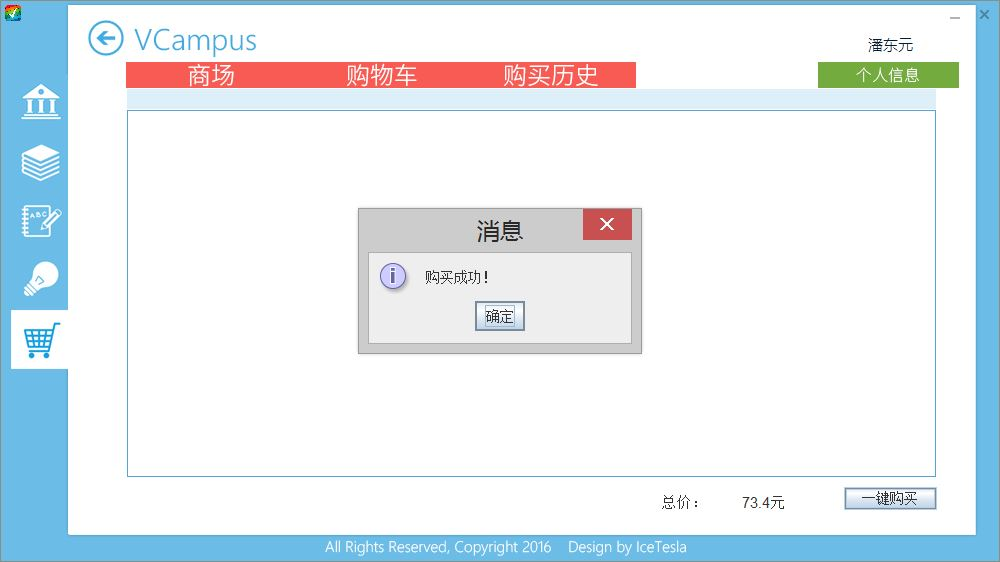 VCampus
潘东元
商场 购物车 购买历史 个人信息
ABC
消息
购买成功！
确定
总价： 73.4元 一键购买
All Rights Reserved, Copyright 2016 Design by IceTesla